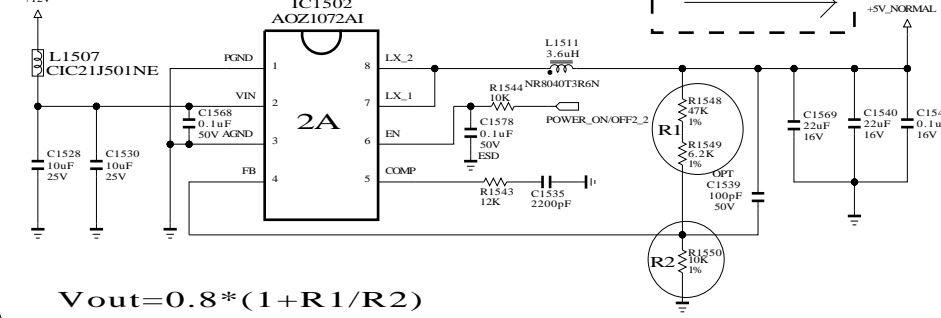 +12V
IC1502
AOZ1072AI
+5V_NORMAL
L1507
CIC21J501NE
PGND
1
8
LX_2
VIN
2
7
LX_1
AGND
3
6
EN
FB
4
5
COMP
2A
C1568
0.1uF
50V
L1511
3.6uH
NR8040T3R6N
R1544
10K
POWER_ON/OFF2_2
C1578
0.1uF
50V
ESD
R1548
47K
1%
R1
R1549
6.2K
1%
OPT
C1539
100pF
50V
C1569
22uF
16V
C1540
22uF
16V
C154
0.1u
16V
C1528
10uF
25V
C1530
10uF
25V
R1543
12K
C1535
2200pF
R2
R1550
10K
1%
Vout=0.8*(1+R1/R2)